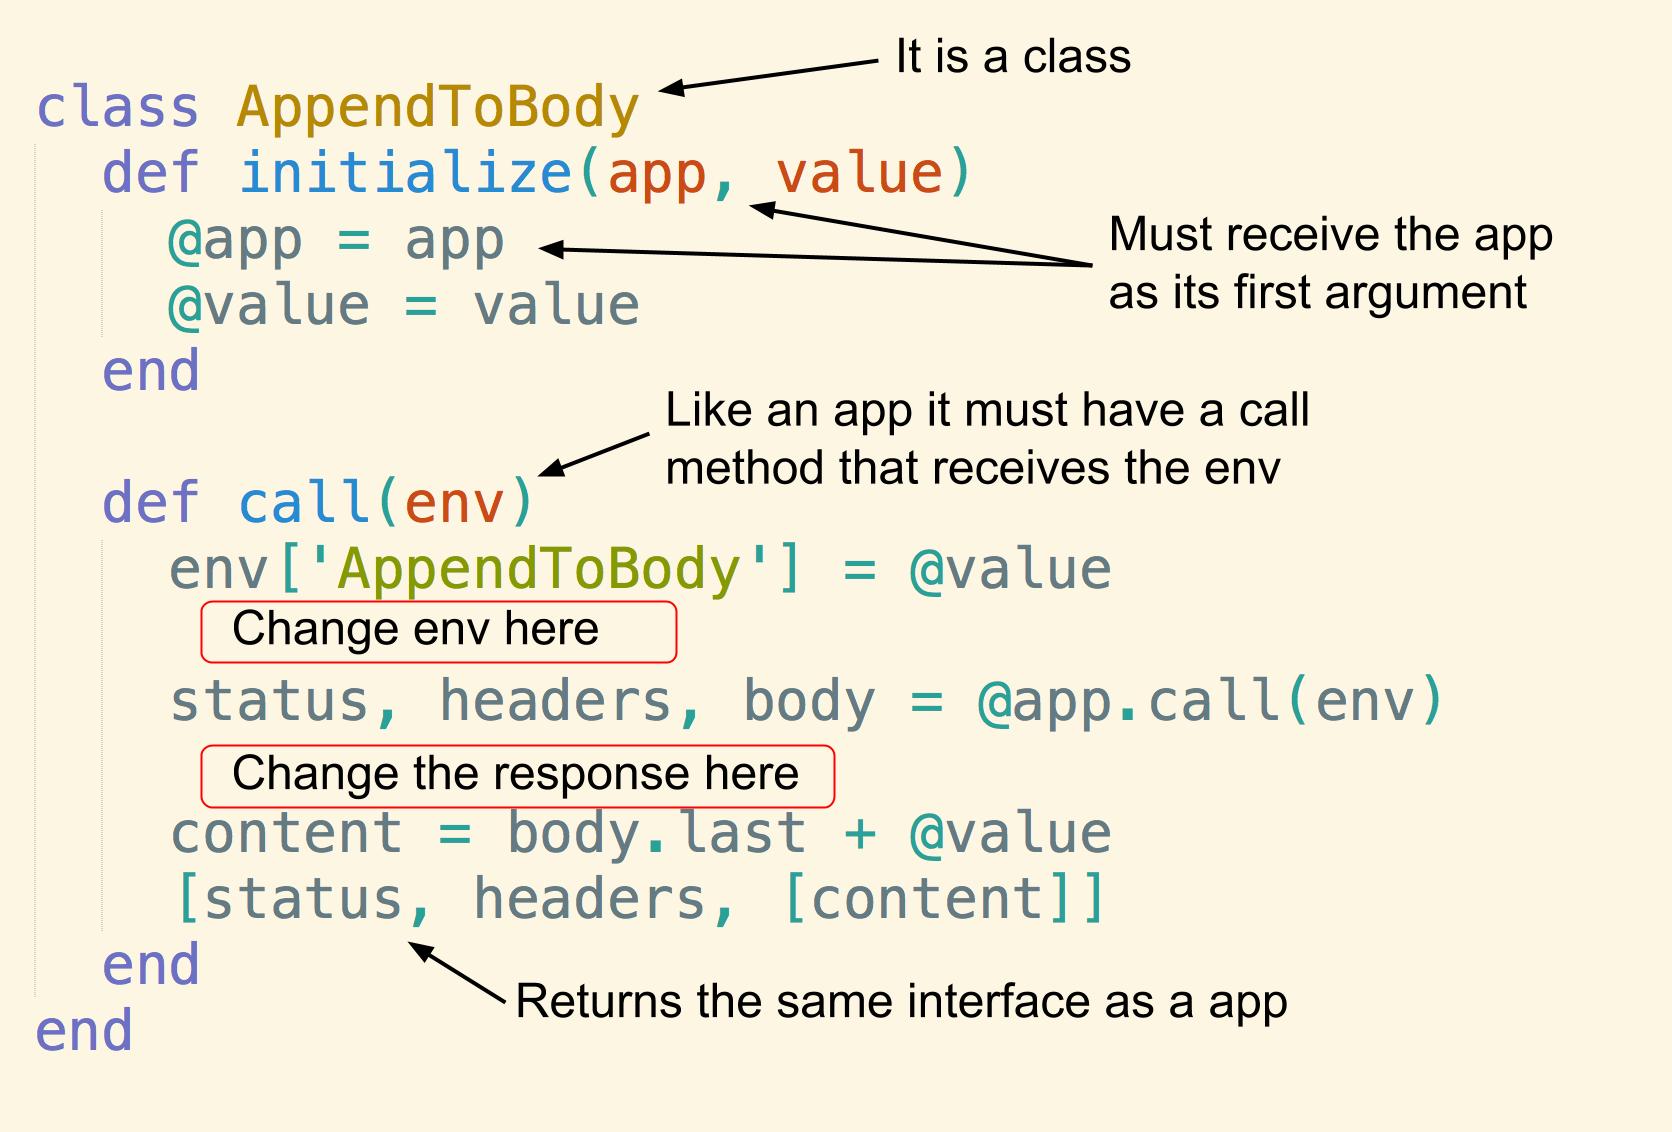 It is a class
class AppendToBody
def initialize(app, value)
@app = app
@value = value
Must receive the app
as its first argument
end
Like an app it must have a call
method that receives the env
def call(env)
env['AppendToBody'] = @value
Change env here
status, headers, body = @app.call(env)
Change the response here
content = body.last + @value
[status, headers, [content]]
end
Returns the same interface as a app
end